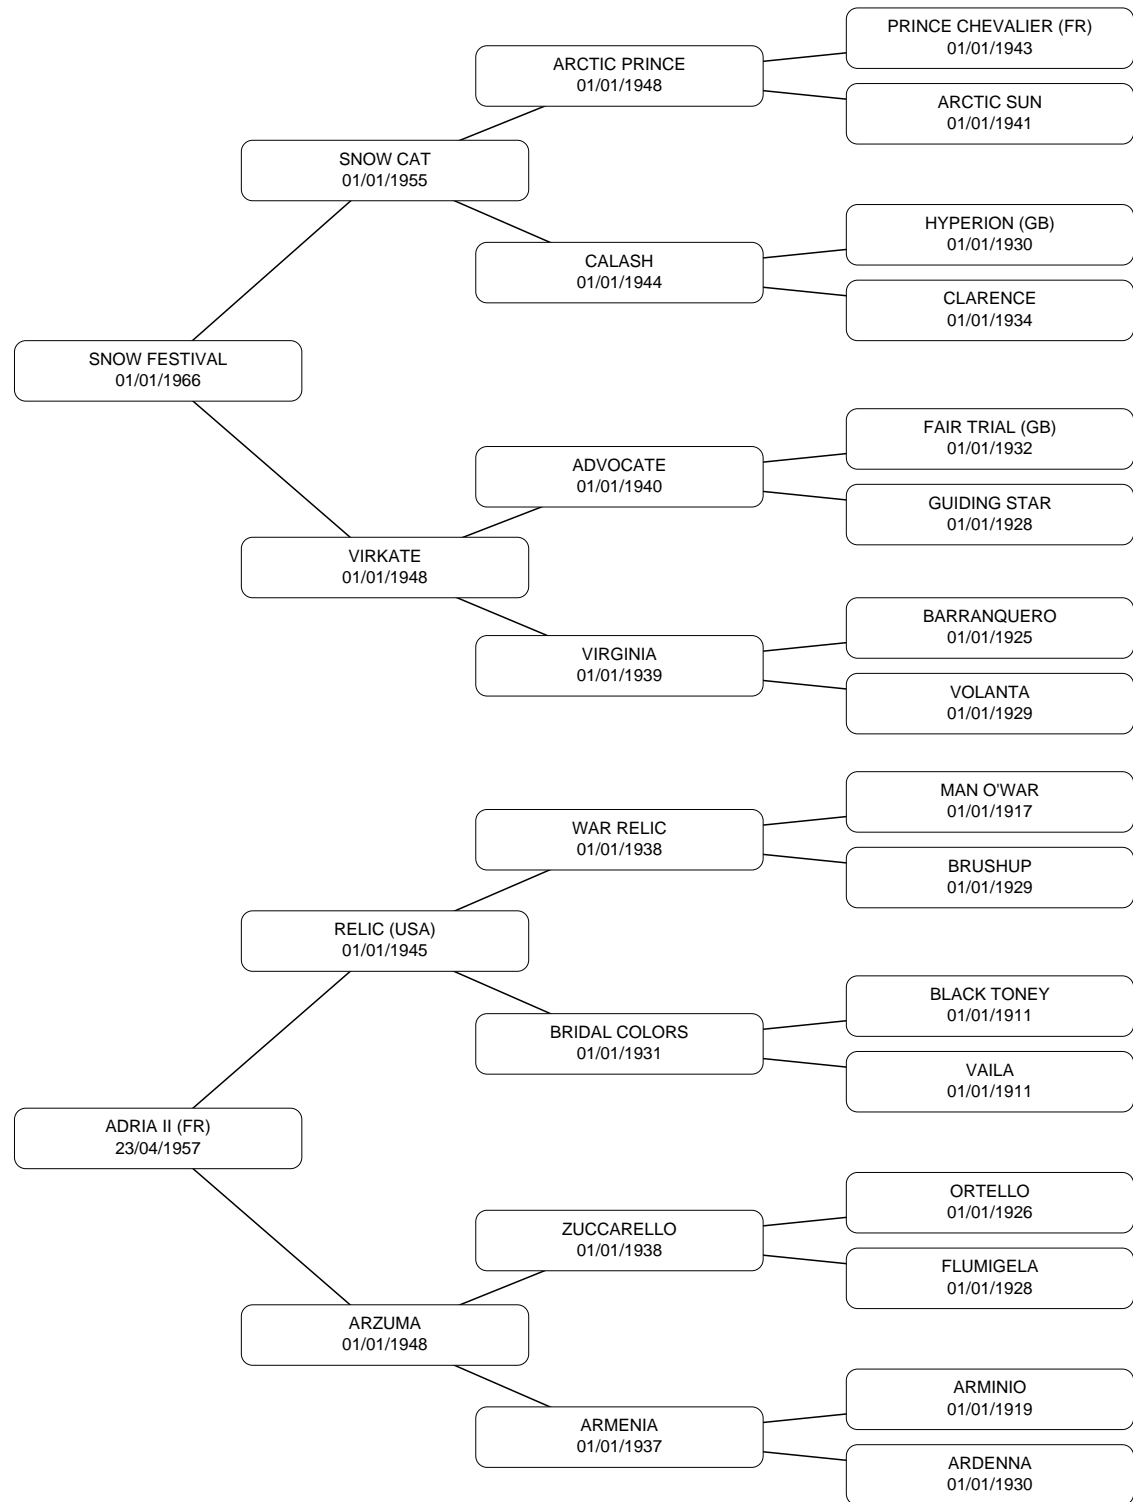 PRINCE CHEVALIER (FR)
01/01/1943
ARCTIC PRINCE
01/01/1948
ARCTIC SUN
01/01/1941
SNOW CAT
01/01/1955
HYPERION (GB)
01/01/1930
CALASH
01/01/1944
CLARENCE
01/01/1934
SNOW FESTIVAL
01/01/1966
FAIR TRIAL (GB)
01/01/1932
ADVOCATE
01/01/1940
GUIDING STAR
01/01/1928
VIRKATE
01/01/1948
BARRANQUERO
01/01/1925
VIRGINIA
01/01/1939
VOLANTA
01/01/1929
MAN O'WAR
01/01/1917
WAR RELIC
01/01/1938
BRUSHUP
01/01/1929
RELIC (USA)
01/01/1945
BLACK TONEY
01/01/1911
BRIDAL COLORS
01/01/1931
VAILA
01/01/1911
ADRIA II (FR)
23/04/1957
ORTELLO
01/01/1926
ZUCCARELLO
01/01/1938
FLUMIGELA
01/01/1928
ARZUMA
01/01/1948
ARMINIO
01/01/1919
ARMENIA
01/01/1937
ARDENNA
01/01/1930